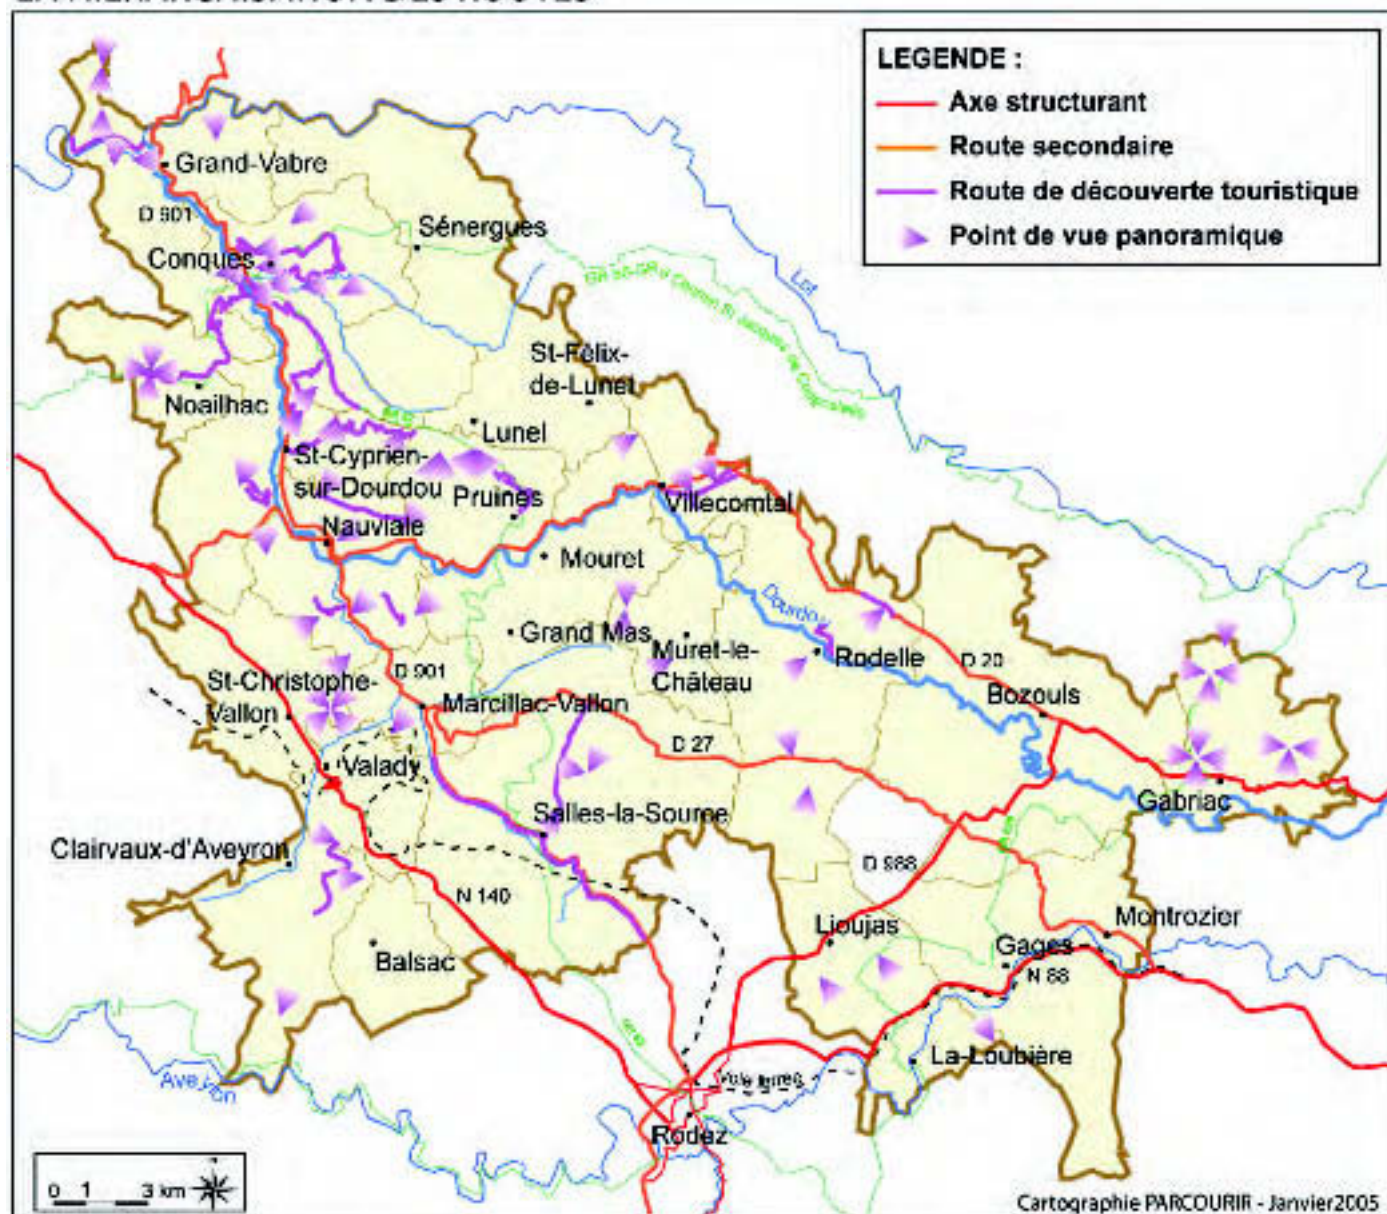 LEGENDE :
Axe structurant
Route secondaire
Route de découverte touristique
Point de vue panoramique
Grand-Vabre
D 901
Sénergues
Conques
Lot
St-Félix-
de-Lunel
Noailhac
Lunel
St-Cyprien-
sur-Dourdou
Pruines
Villecomtal
Nauviale
Mouret
Dourdou
Grand Mas
Muret-le-
Château
Rodelle
D 20
D 901
St-Christophe-
Vallon
Bozouls
Marcillac-Vallon
D 27
Valady
Gabriac
Salles-la-Source
Clairvaux-d'Aveyron
D 988
N 140
Montrozier
Lioujas
Gages
Balsac
N 88
La-Loubière
Aveyron
Voie ferrée
Rodez
0 1 3 km
Cartographie PARCOURIR - Janvier2005